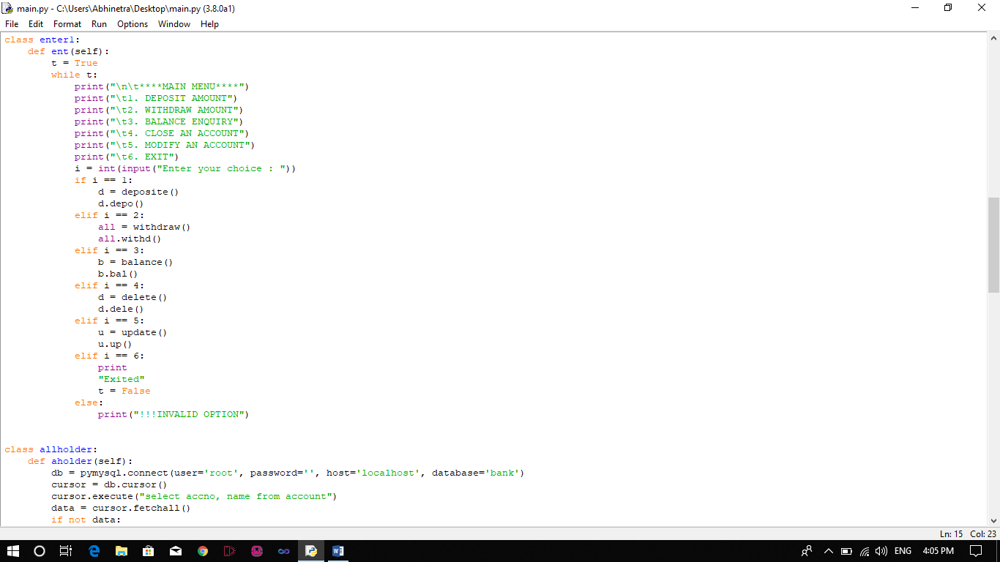 main.py - C:\Users\Abhinetra\Desktop\main.py (3.8.0a1)
File Edit Format Run Options Window Help
class enter1:
    def ent(self):
        t = True
        while t:
            print("\n\t****MAIN MENU****")
            print("\t1. DEPOSIT AMOUNT")
            print("\t2. WITHDRAW AMOUNT")
            print("\t3. BALANCE ENQUIRY")
            print("\t4. CLOSE AN ACCOUNT")
            print("\t5. MODIFY AN ACCOUNT")
            print("\t6. EXIT")
            i = int(input("Enter your choice : "))
            if i == 1:
                d = deposite()
                d.depo()
            elif i == 2:
                all = withdraw()
                all.withd()
            elif i == 3:
                b = balance()
                b.bal()
            elif i == 4:
                d = delete()
                d.dele()
            elif i == 5:
                u = update()
                u.up()
            elif i == 6:
                print
                "Exited"
                t = False
            else:
                print("!!!INVALID OPTION")
class allholder:
    def aholder(self):
        db = pymysql.connect(user='root', password='', host='localhost', database='bank')
        cursor = db.cursor()
        cursor.execute("select accno, name from account")
        data = cursor.fetchall()
        if not data:
Ln: 15 Col: 23
ENG 4:05 PM